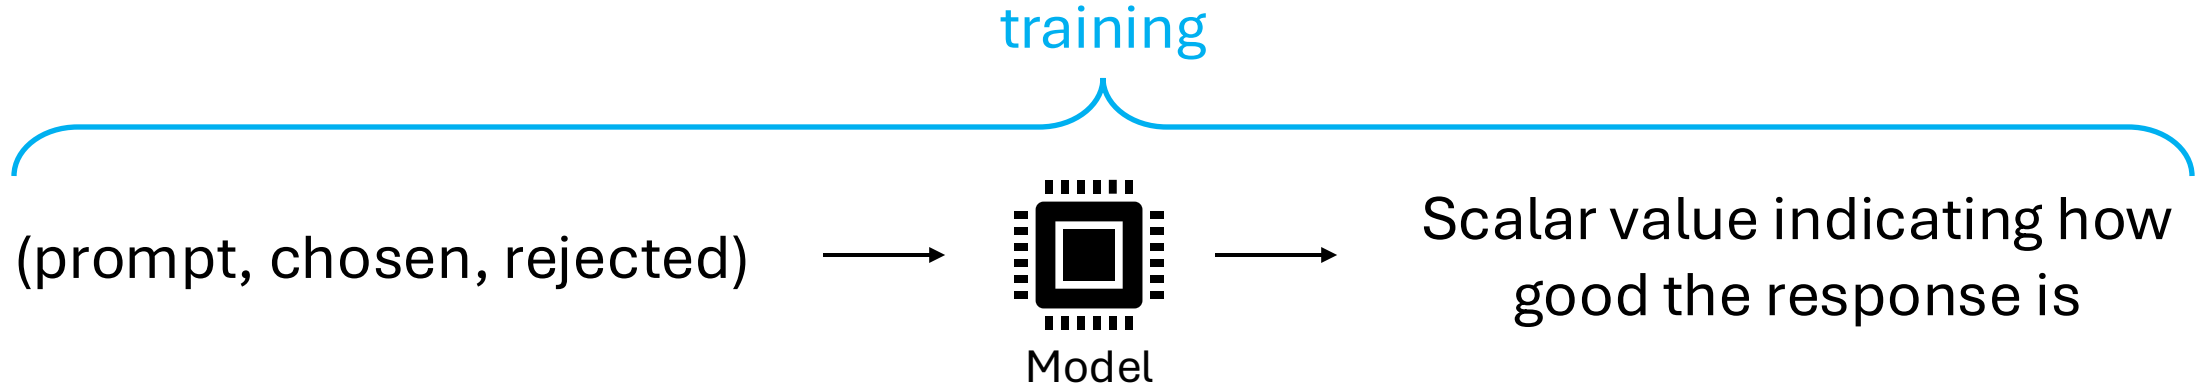 training
(prompt, chosen, rejected)
Scalar value indicating how
good the response is
Model